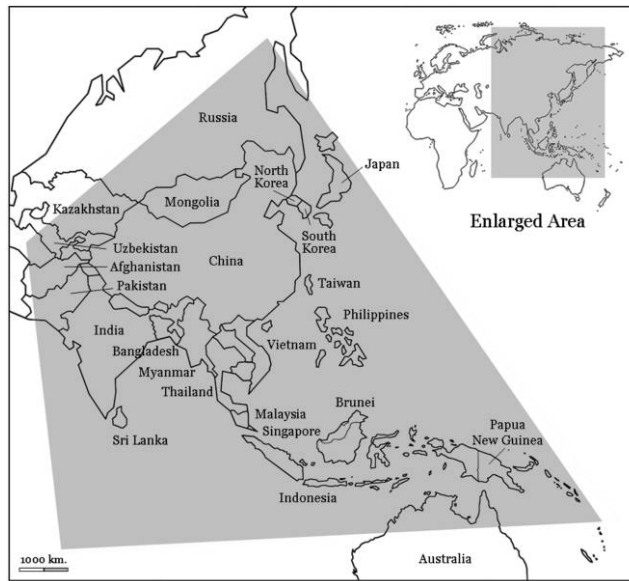 Russia
North
Korea
Japan
Mongolia
Kazakhstan
Enlarged Area
South
Korea
Uzbekistan
China
Afghanistan
Pakistan
Taiwan
Philippines
India
Vietnam
Bangladesh
Myanmar
Thailand
Brunei
Malaysia
Singapore
Papua
New Guinea
Sri Lanka
Indonesia
Australia
1000 km.